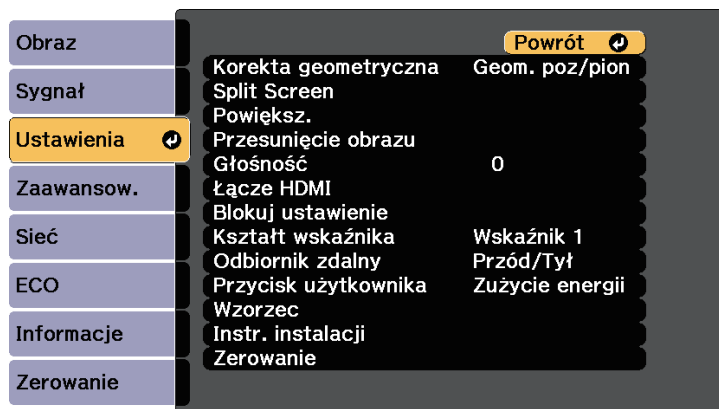 Obraz
Sygnał
Ustawienia
Zaawansow.
Sieć
ECO
Informacje
Zerowanie
Powrót
Korekta geometryczna Geom. poz/pion
Split Screen
Powiększ.
Przesunięcie obrazu
Głośność 0
Łącze HDMI
Blokuj ustawienie
Kształt wskaźnika Wskaźnik 1
Odbiornik zdalny Przód/Tył
Przycisk użytkownika Zużycie energii
Wzorzec
Instr. instalacji
Zerowanie